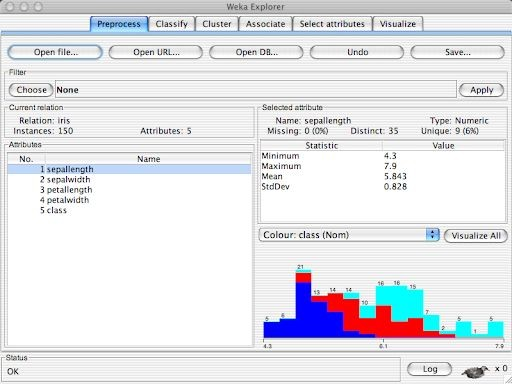 Weka Explorer
Preprocess Classify Cluster Associate Select attributes Visualize
Open file... Open URL... Open DB... Undo Save...
Filter
Choose None Apply
Current relation
Relation: iris
Instances: 150 Attributes: 5
Attributes
No. Name
1 sepallength
2 sepalwidth
3 petallength
4 petalwidth
5 class
Selected attribute
Name: sepallength Type: Numeric
Missing: 0 (0%) Distinct: 35 Unique: 9 (6%)
Statistic Value
Minimum 4.3
Maximum 7.9
Mean 5.843
StdDev 0.828
Colour: class (Nom) Visualize All
5 6 21 13 14 14 10 16 16 15 4 2 5 1 5
4.3 6.1 7.9
Status
OK
Log x 0